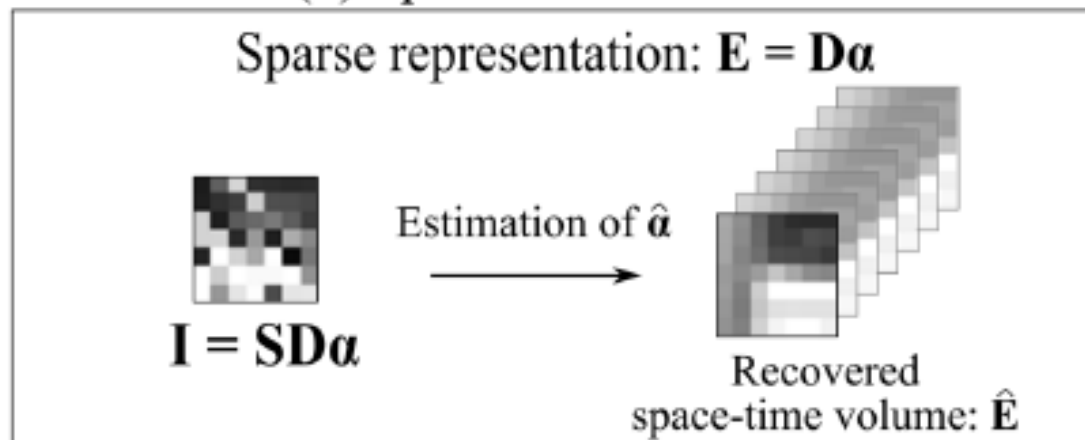 Sparse representation: E = Dα
Estimation of α̂
I = SDα
Recovered
space-time volume: Ê